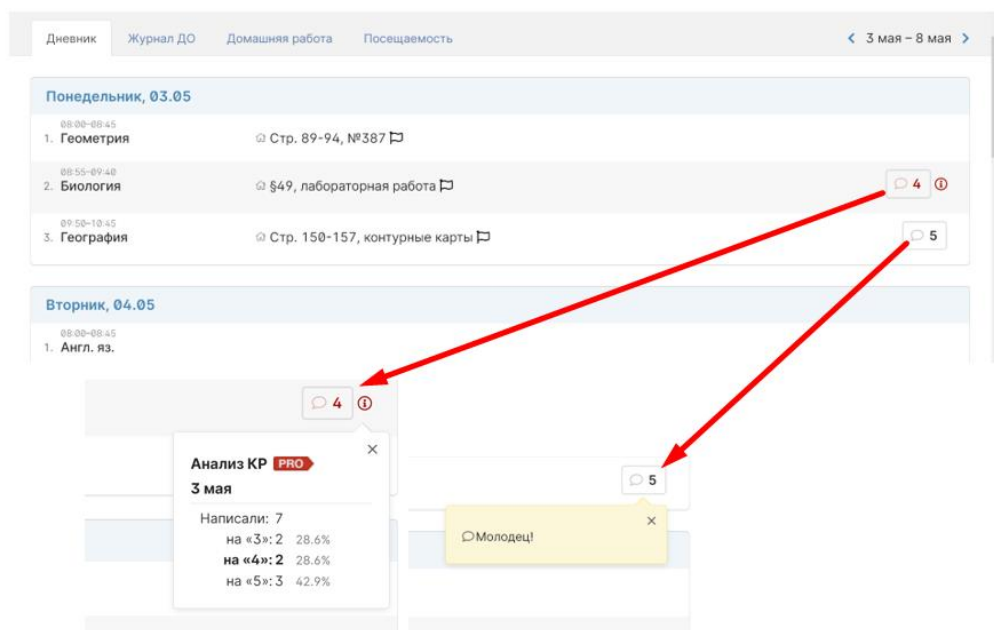 Дневник Журнал ДО Домашняя работа Посещаемость 3 мая – 8 мая
Понедельник, 03.05
08:00-08:45
1. Геометрия Стр. 89-94, №387
08:55-09:40
2. Биология §49, лабораторная работа 4
09:50-10:45
3. География Стр. 150-157, контурные карты 5
Вторник, 04.05
08:00-08:45
1. Англ. яз.
4
Анализ КР PRO
3 мая
Написали: 7
на «3»: 2 28.6%
на «4»: 2 28.6%
на «5»: 3 42.9%
5
Молодец!